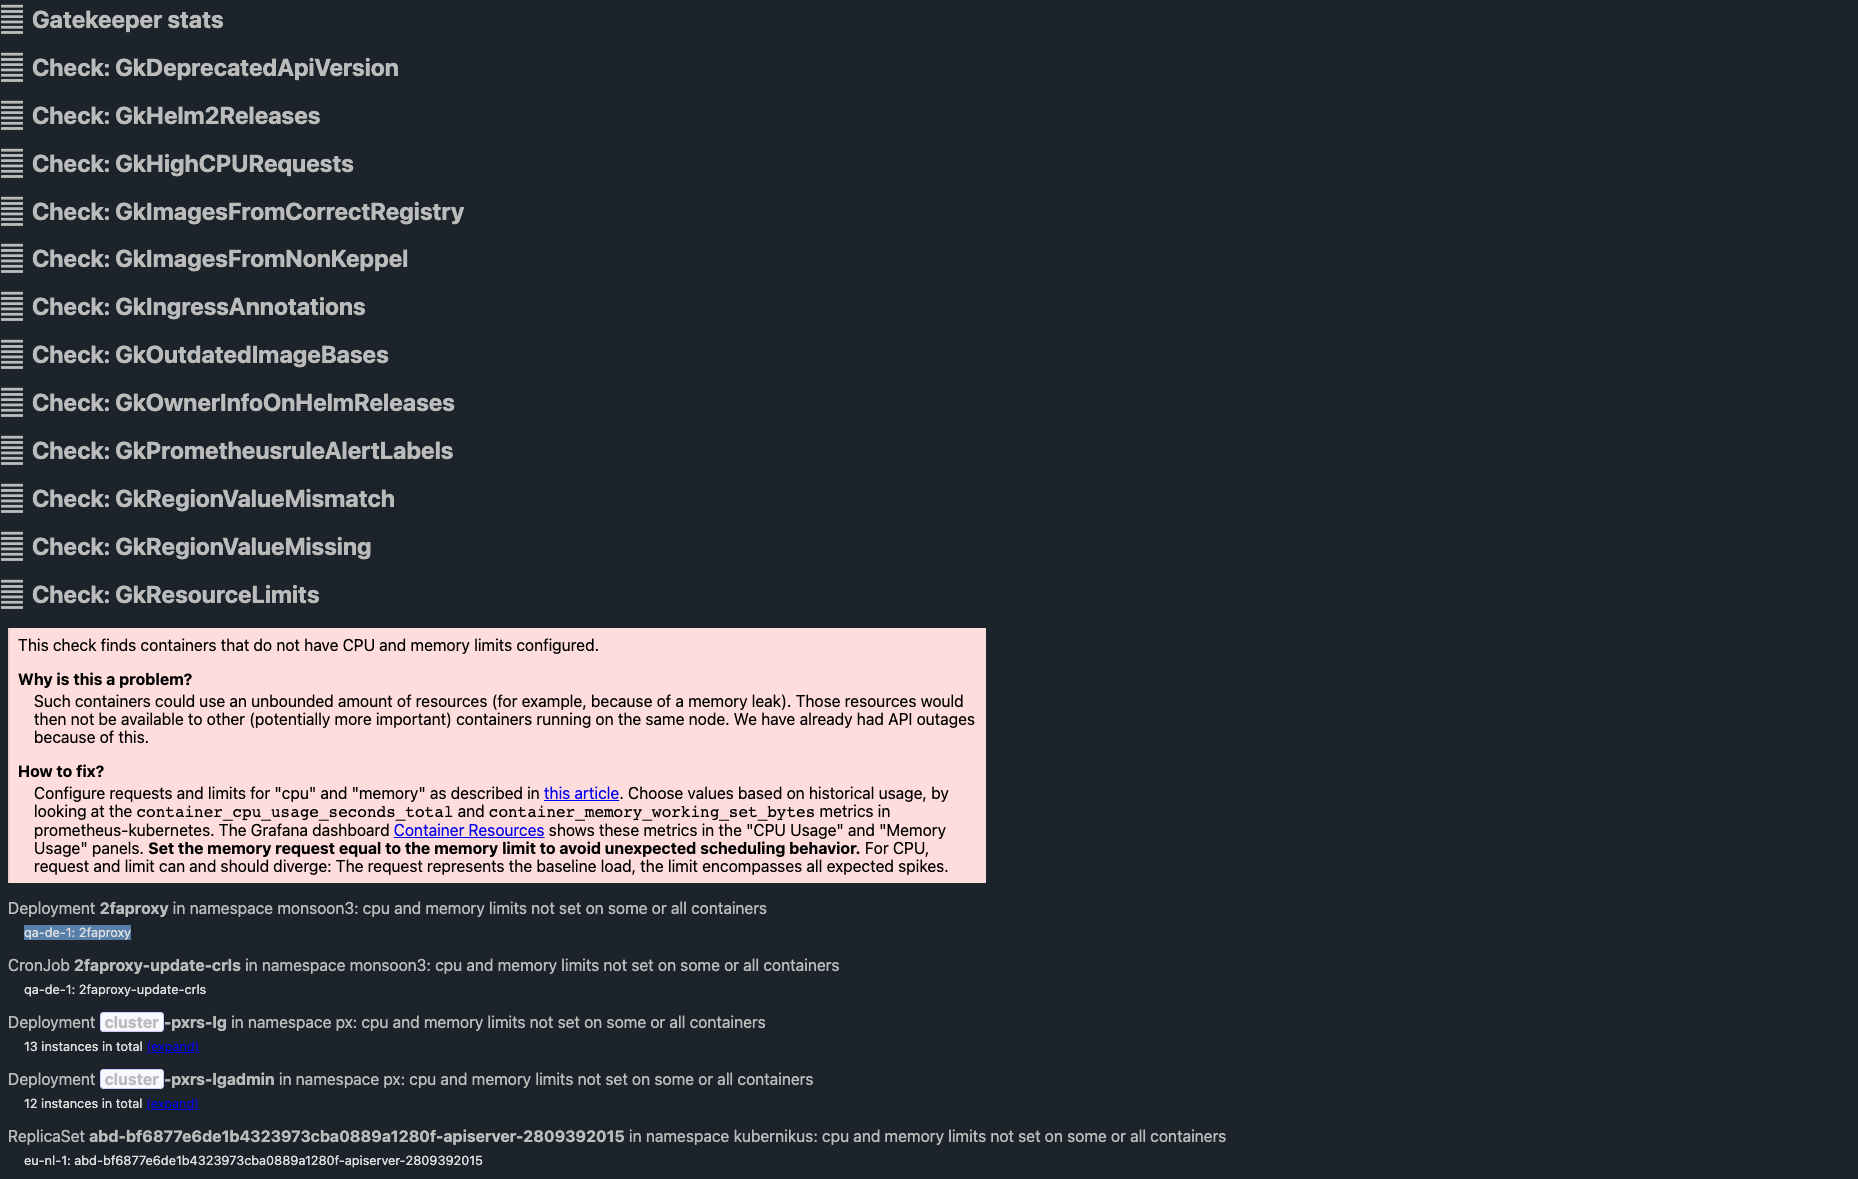 Gatekeeper stats
Check: GkDeprecatedApiVersion
Check: GkHelm2Releases
Check: GkHighCPURequests
Check: GkImagesFromCorrectRegistry
Check: GkImagesFromNonKeppel
Check: GkIngressAnnotations
Check: GkOutdatedImageBases
Check: GkOwnerInfoOnHelmReleases
Check: GkPrometheusruleAlertLabels
Check: GkRegionValueMismatch
Check: GkRegionValueMissing
Check: GkResourceLimits
This check finds containers that do not have CPU and memory limits configured.
Why is this a problem?
Such containers could use an unbounded amount of resources (for example, because of a memory leak). Those resources would
then not be available to other (potentially more important) containers running on the same node. We have already had API outages
because of this.
How to fix?
Configure requests and limits for "cpu" and "memory" as described in this article. Choose values based on historical usage, by
looking at the container_cpu_usage_seconds_total and container_memory_working_set_bytes metrics in
prometheus-kubernetes. The Grafana dashboard Container Resources shows these metrics in the "CPU Usage" and "Memory
Usage" panels. Set the memory request equal to the memory limit to avoid unexpected scheduling behavior. For CPU,
request and limit can and should diverge: The request represents the baseline load, the limit encompasses all expected spikes.
Deployment 2faproxy in namespace monsoon3: cpu and memory limits not set on some or all containers
qa-de-1: 2faproxy
CronJob 2faproxy-update-crls in namespace monsoon3: cpu and memory limits not set on some or all containers
qa-de-1: 2faproxy-update-crls
Deployment cluster-pxrs-lg in namespace px: cpu and memory limits not set on some or all containers
13 instances in total (expand)
Deployment cluster-pxrs-lgadmin in namespace px: cpu and memory limits not set on some or all containers
12 instances in total (expand)
ReplicaSet abd-bf6877e6de1b4323973cba0889a1280f-apiserver-2809392015 in namespace kubernikus: cpu and memory limits not set on some or all containers
eu-nl-1: abd-bf6877e6de1b4323973cba0889a1280f-apiserver-2809392015